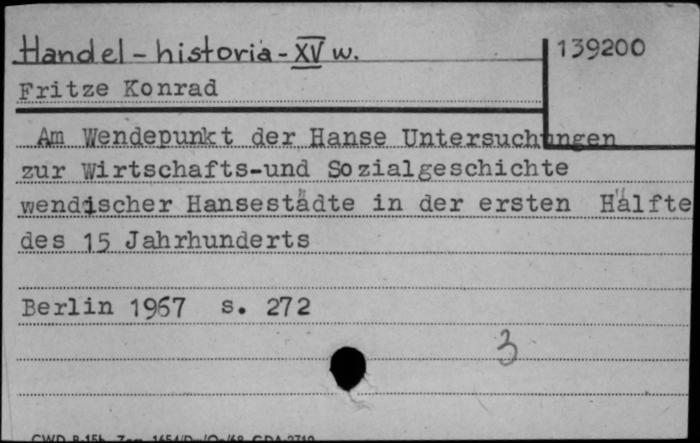 Handel - historia - XV w.
139200
Fritze Konrad
Am Wendepunkt der Hanse Untersuchungen
zur Wirtschafts-und Sozialgeschichte
wendischer Hansestädte in der ersten Hälfte
des 15 Jahrhunderts
Berlin 1967 s. 272
3